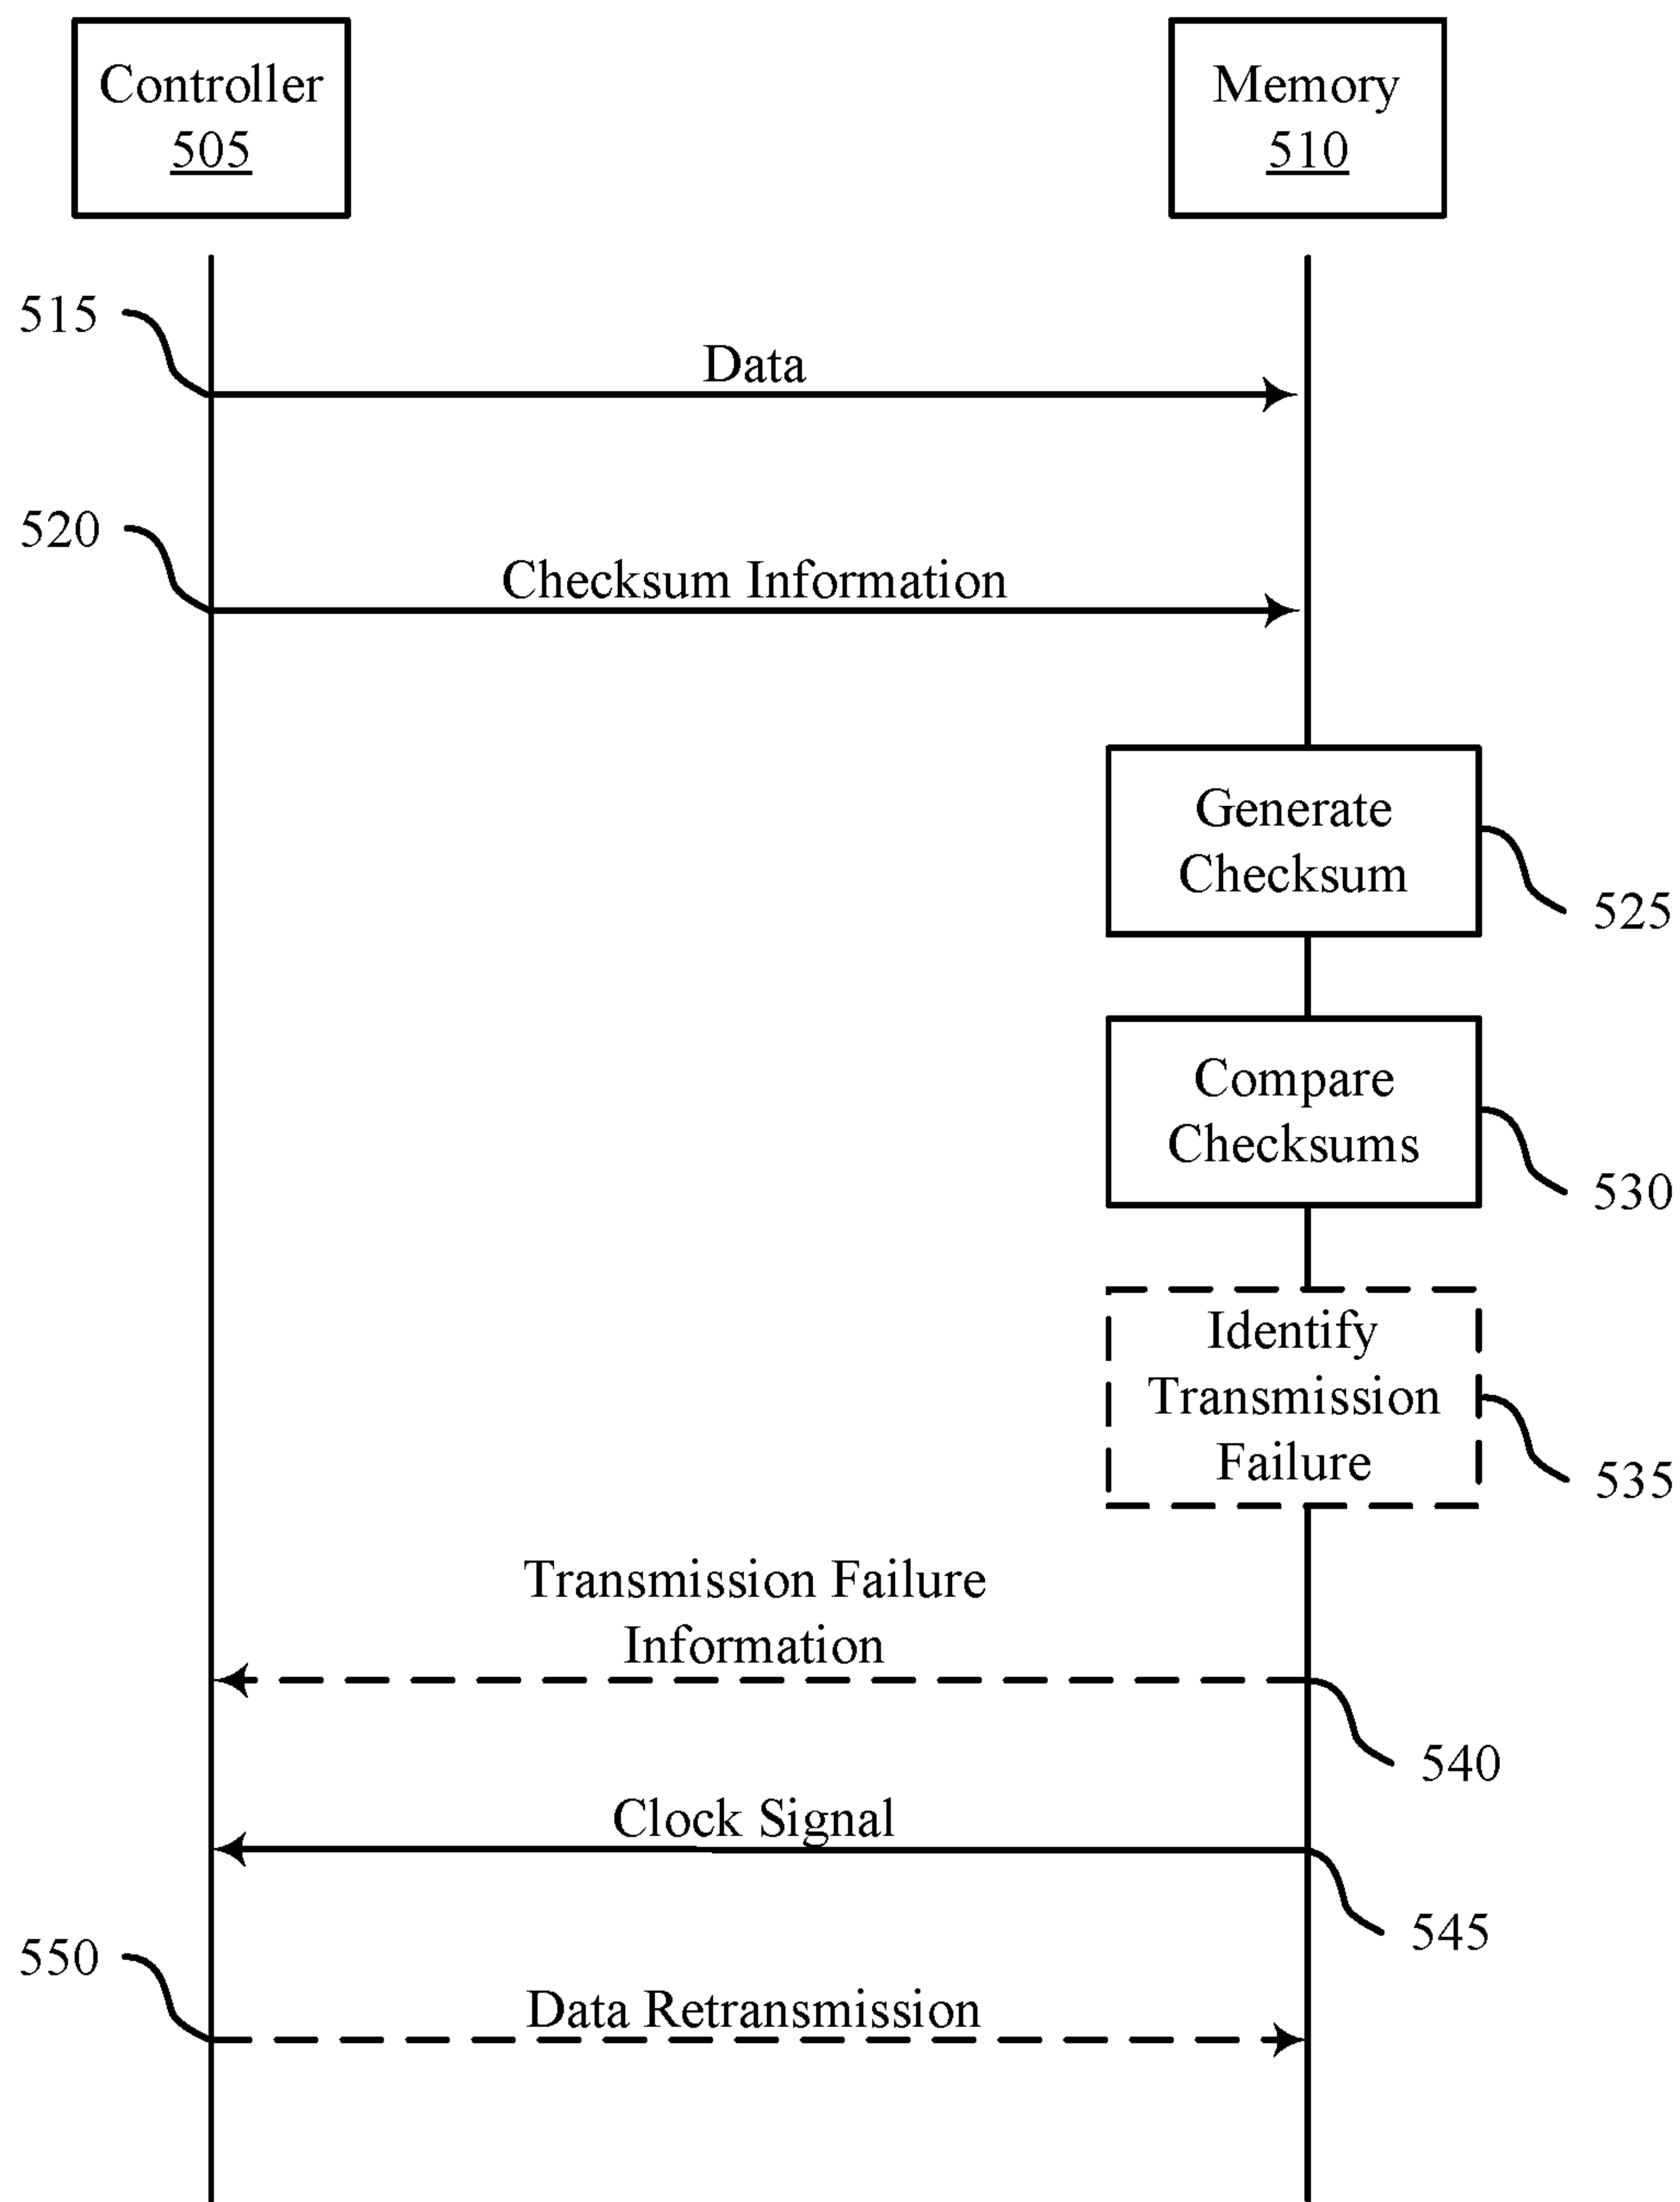 Controller
505
Memory
510
515
Data
520
Checksum Information
Generate
Checksum
525
Compare
Checksums
530
Identify
Transmission
Failure
535
Transmission Failure
Information
540
Clock Signal
545
550
Data Retransmission